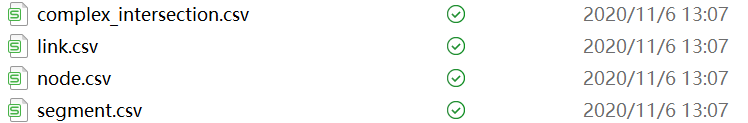 complex_intersection.csv 2020/11/6 13:07
link.csv 2020/11/6 13:07
node.csv 2020/11/6 13:07
segment.csv 2020/11/6 13:07